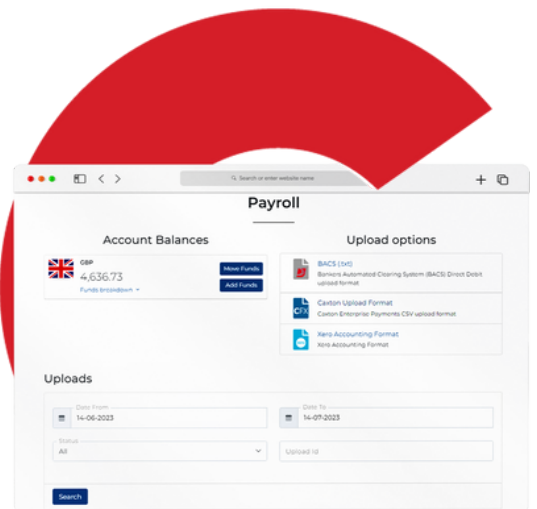 Search or enter website name
Payroll
Account Balances
Upload options
GBP
4,636.73
Funds breakdown
Move Funds
Add Funds
BACS (.txt)
Bankers Automated Clearing System (BACS) Direct Debit
upload format
CFX
Caxton Upload Format
Caxton Enterprise Payments CSV upload format
Xero Accounting Format
Xero Accounting Format
Uploads
Date From
14-06-2023
Date To
14-07-2023
Status
All
Upload Id
Search